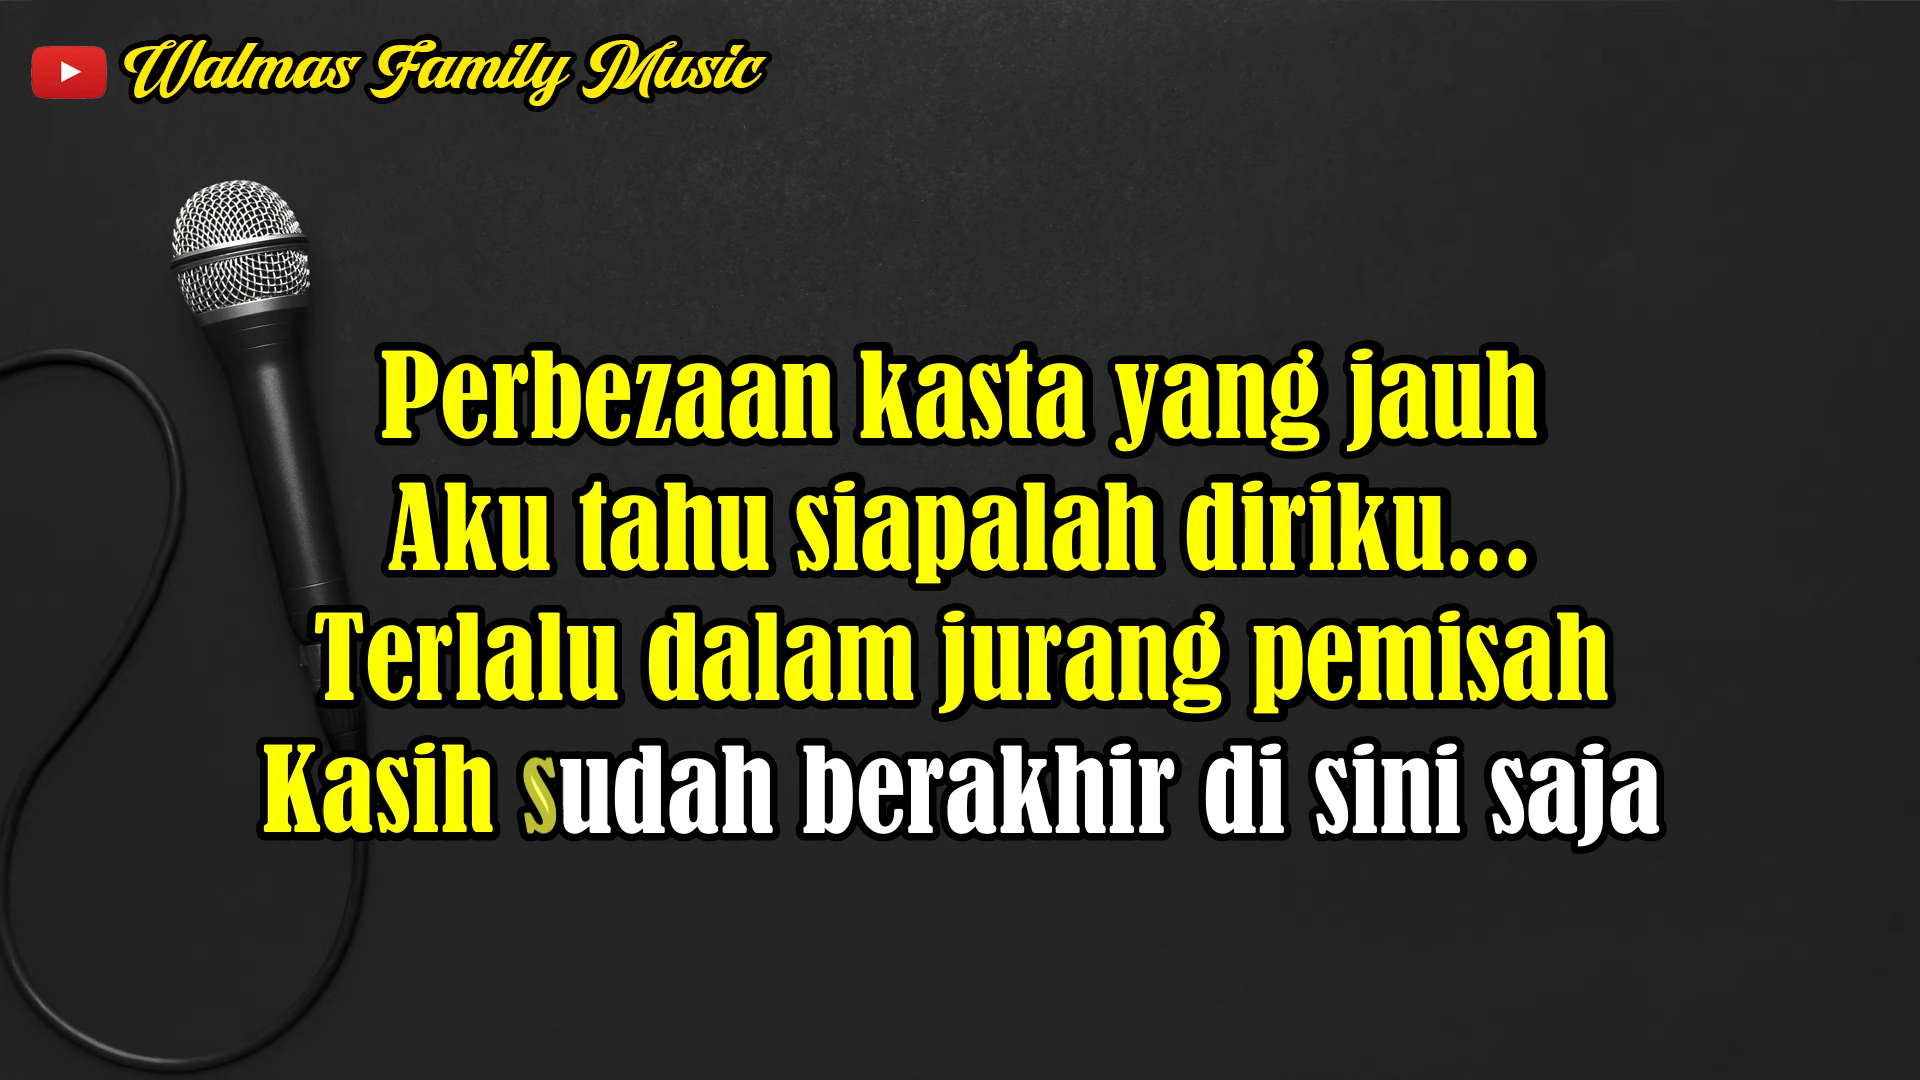 Walmas Family Music
Perbezaan kasta yang jauh
Aku tahu siapalah diriku...
Terlalu dalam jurang pemisah
Kasih sudah berakhir di sini saja